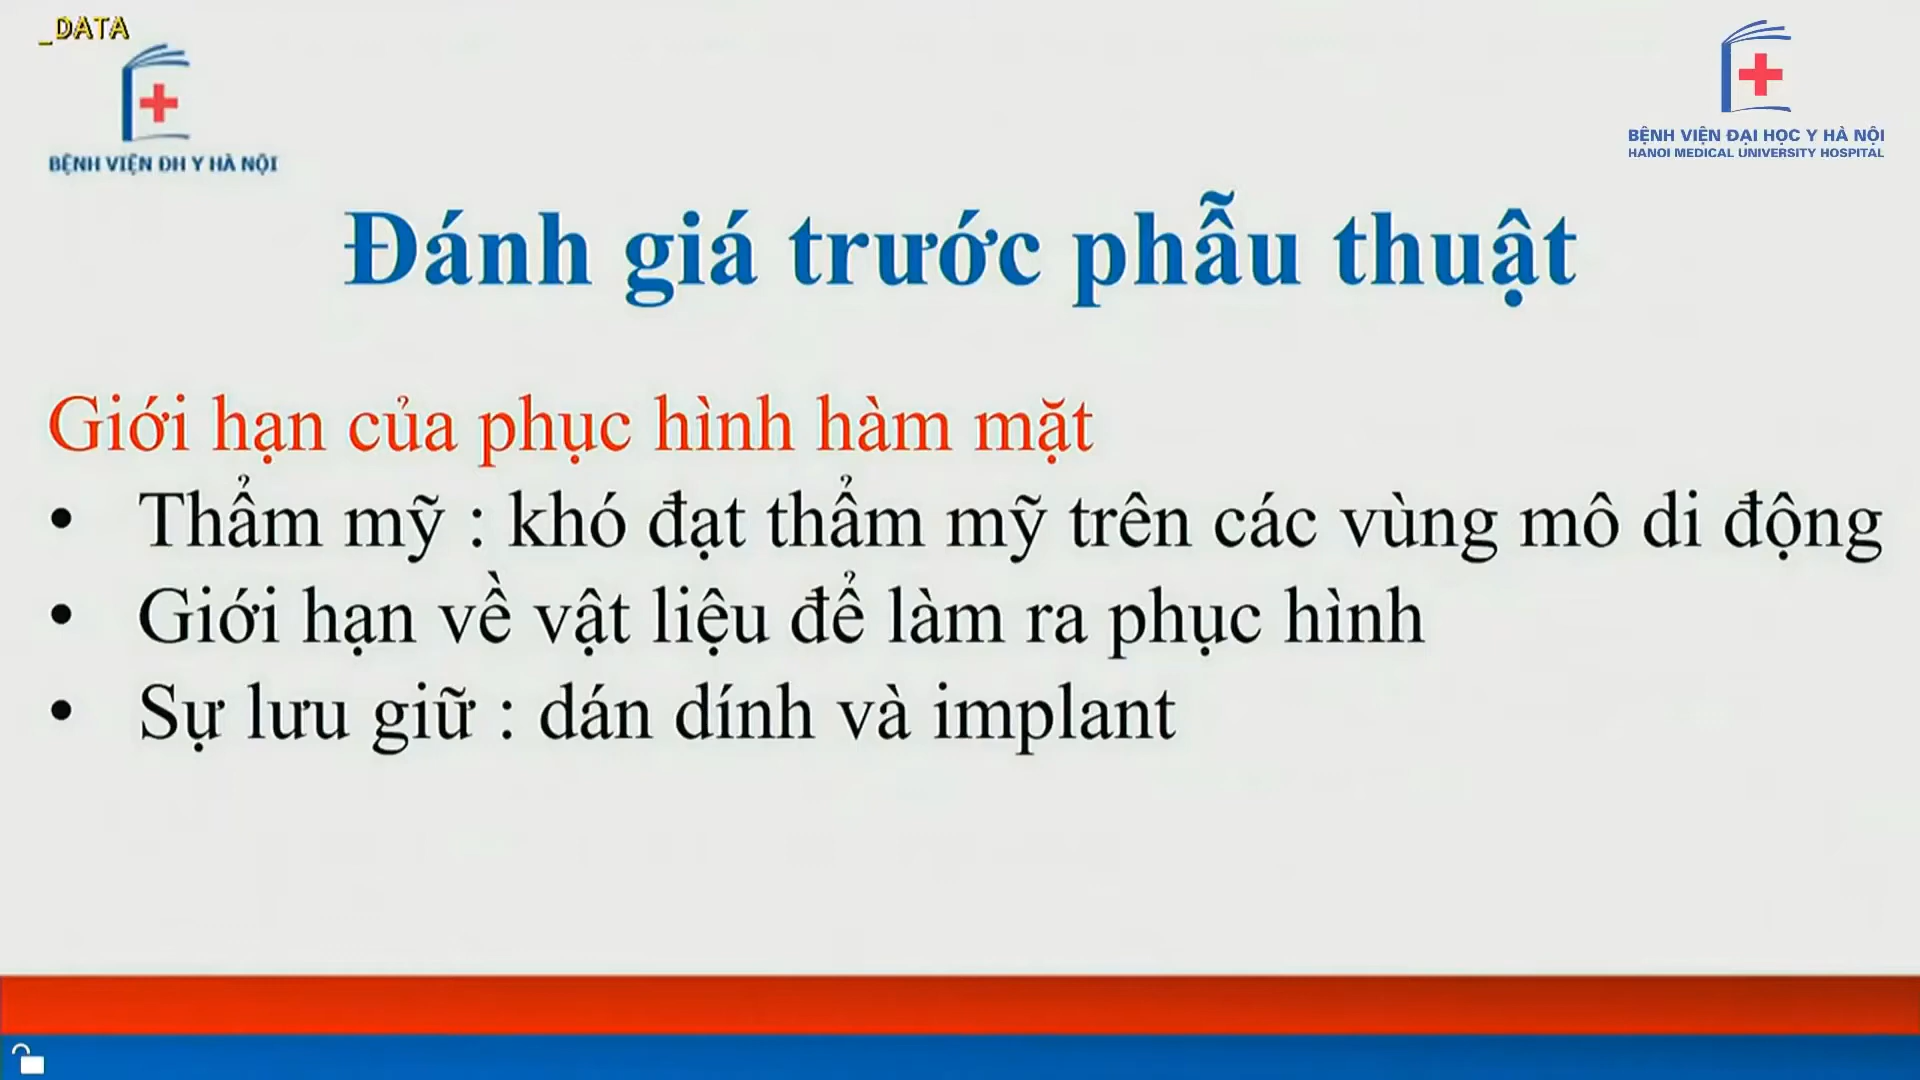 _DATA
BỆNH VIỆN ĐH Y HÀ NỘI
BỆNH VIỆN ĐẠI HỌC Y HÀ NỘI
HANOI MEDICAL UNIVERSITY HOSPITAL
Đánh giá trước phẫu thuật
Giới hạn của phục hình hàm mặt
• Thẩm mỹ : khó đạt thẩm mỹ trên các vùng mô di động
• Giới hạn về vật liệu để làm ra phục hình
• Sự lưu giữ : dán dính và implant